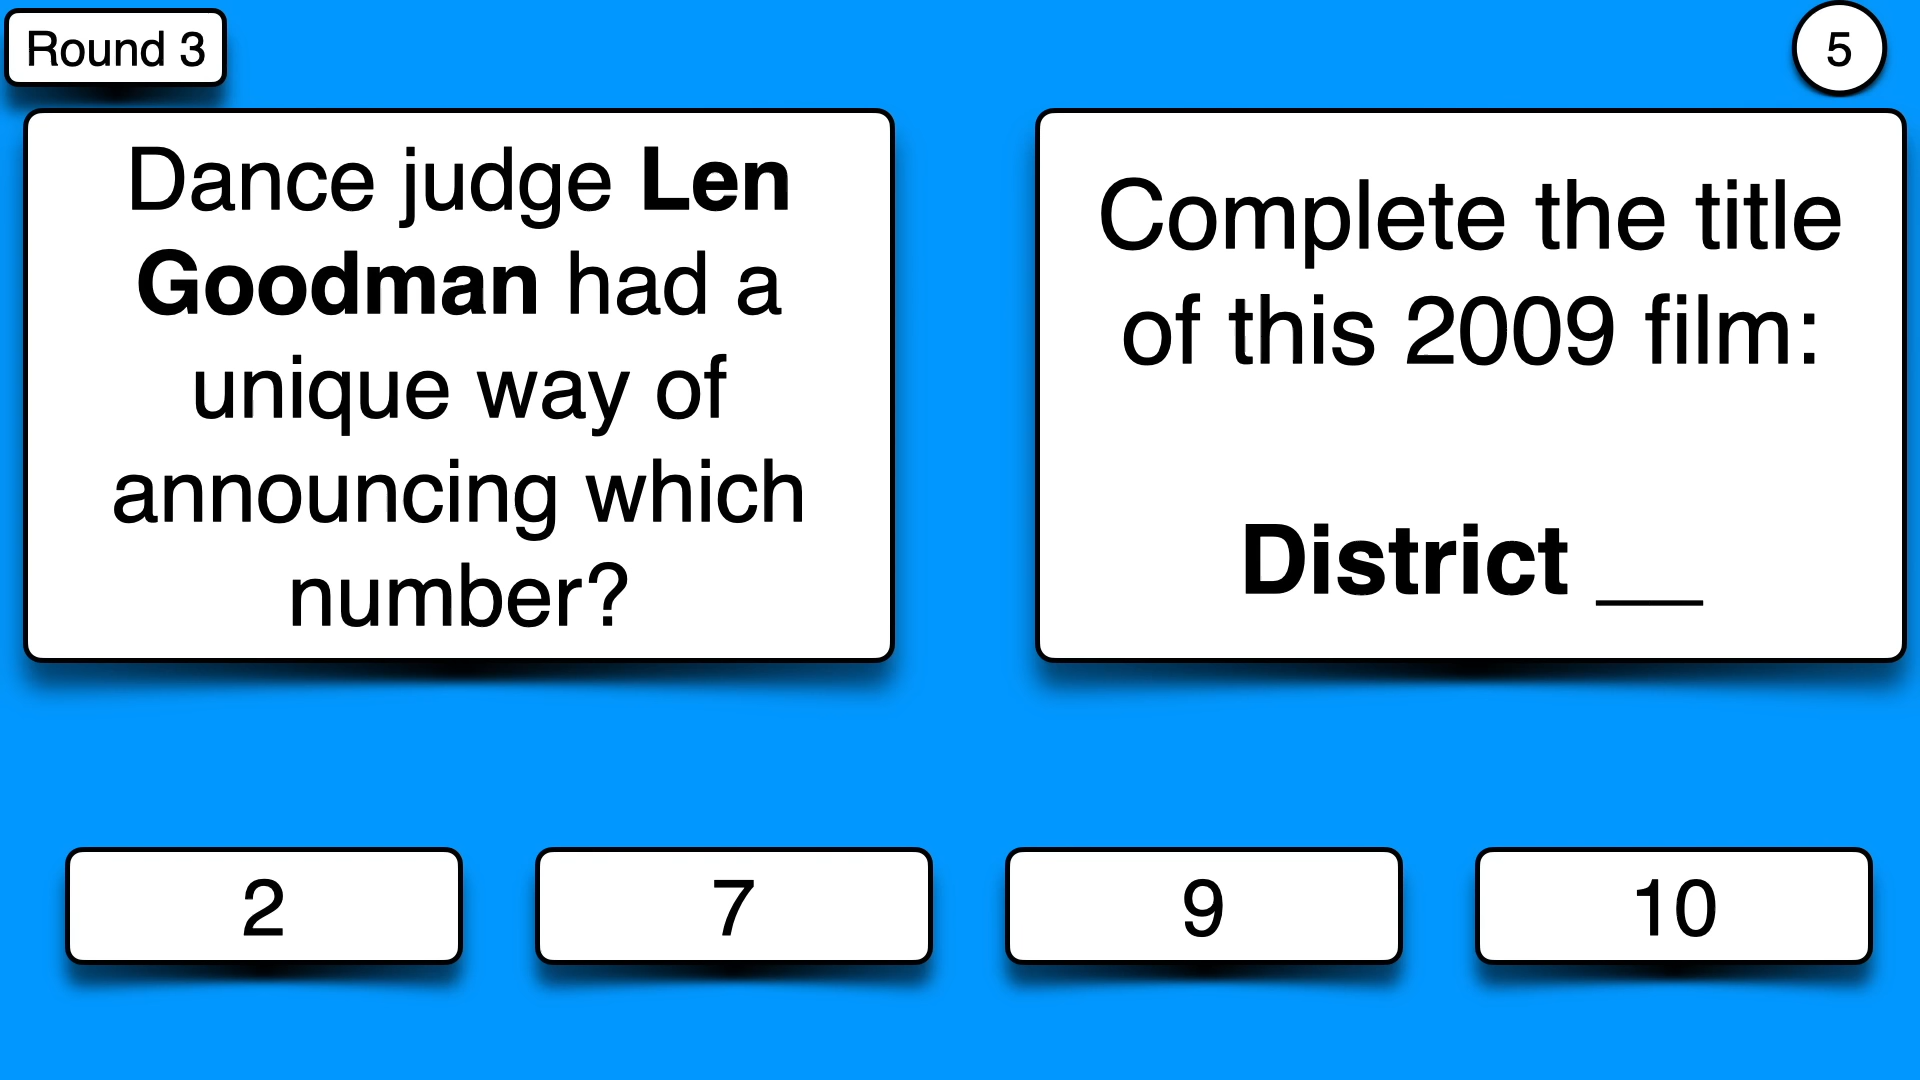 Round 3
5
Dance judge Len
Goodman had a
unique way of
announcing which
number?
Complete the title
of this 2009 film:
District __
2
7
9
10